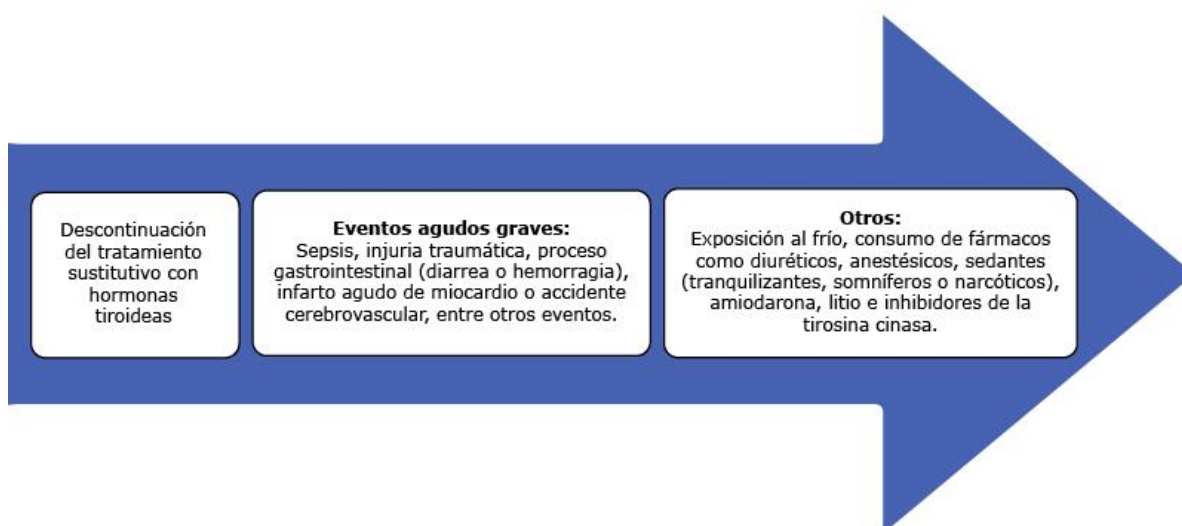 Descontinuación
del tratamiento
sustitutivo con
hormonas
tiroideas
Eventos agudos graves:
Sepsis, injuria traumática, proceso
gastrointestinal (diarrea o hemorragia),
infarto agudo de miocardio o accidente
cerebrovascular, entre otros eventos.
Otros:
Exposición al frío, consumo de fármacos
como diuréticos, anestésicos, sedantes
(tranquilizantes, somníferos o narcóticos),
amiodarona, litio e inhibidores de la
tirosina cinasa.